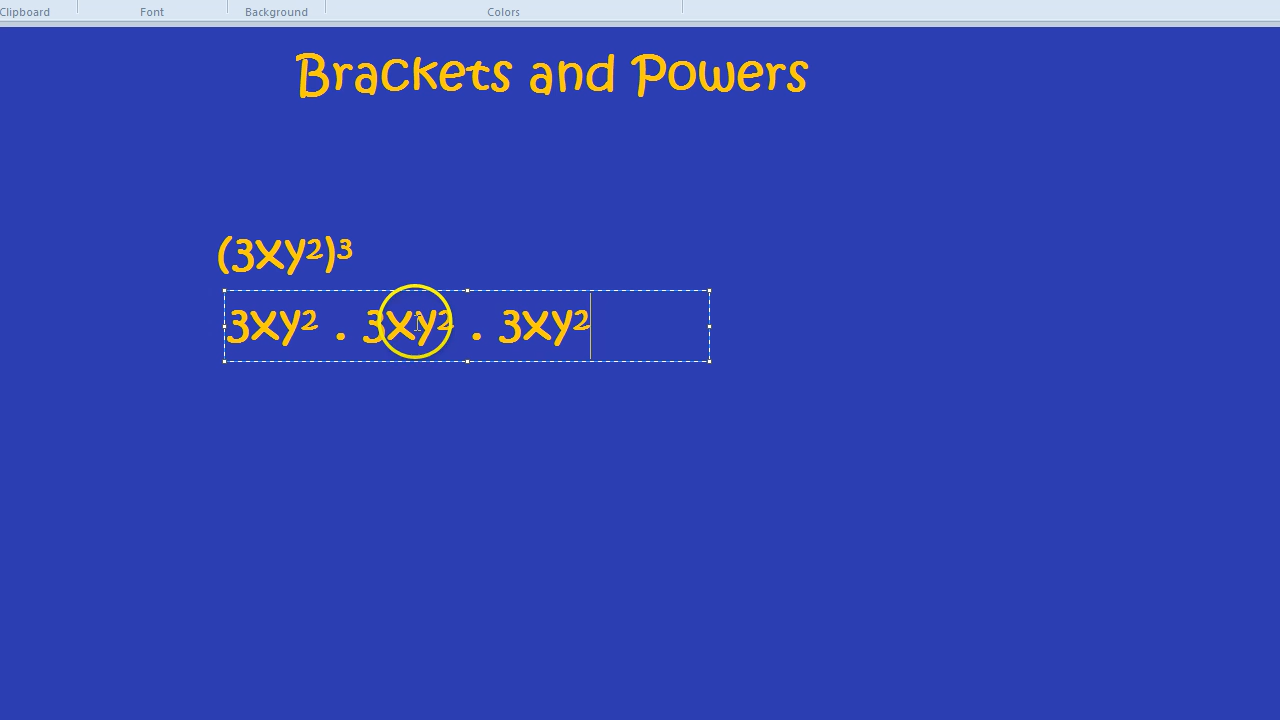 Clipboard Font Background Colors
Brackets and Powers
(3xy²)³
3xy² . 3xy² . 3xy²